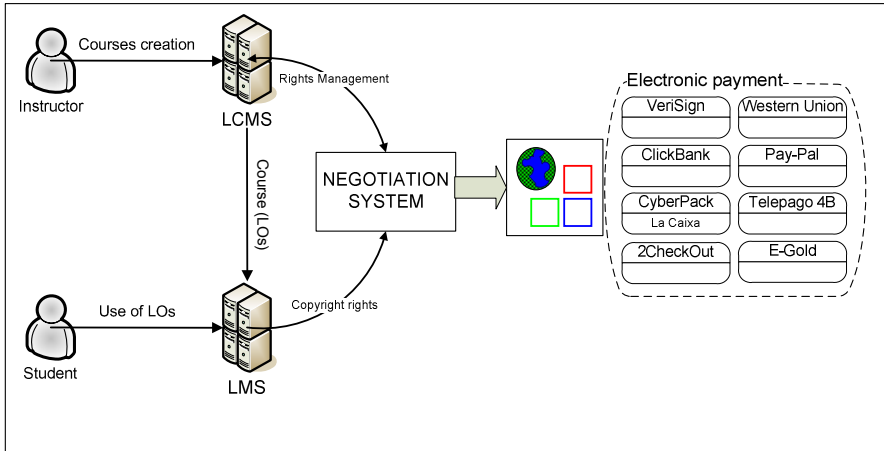 Courses creation
Instructor
LCMS
Rights Management
Course (LOs)
NEGOTIATION
SYSTEM
Use of LOs
Student
LMS
Copyright rights
Electronic payment
VeriSign
Western Union
ClickBank
Pay-Pal
CyberPack
La Caixa
Telepago 4B
2CheckOut
E-Gold